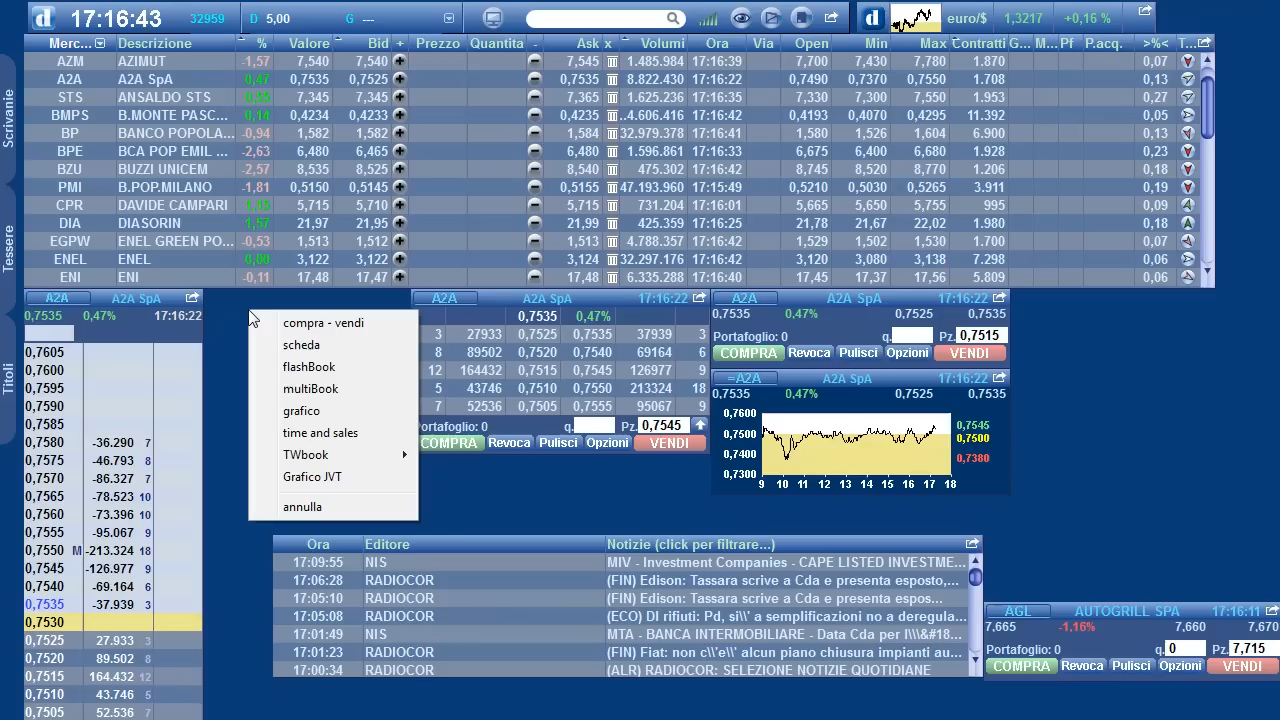 17:16:43 32959 D 5,00 G --- euro/$ 1,3217 +0,16 %
Scrivanie
Tessere
Titoli
Merc... Descrizione % Valore Bid + Prezzo Quantita - Ask x Volumi Ora Via Open Min Max Contratti G... M... Pf P.acq. >%< T...
AZM AZIMUT -1,57 7,540 7,540 7,545 1.485.984 17:16:39 7,700 7,430 7,780 1.870 0,07
A2A A2A SpA 0,47 0,7535 0,7525 0,7535 8.822.430 17:16:22 0,7490 0,7370 0,7550 1.708 0,13
STS ANSALDO STS 0,55 7,345 7,345 7,365 1.625.236 17:16:36 7,330 7,300 7,550 1.953 0,27
BMPS B.MONTE PASC... 0,14 0,4234 0,4233 0,4235 ..4.606.416 17:16:42 0,4193 0,4070 0,4295 11.392 0,05
BP BANCO POPOLA... -0,94 1,582 1,582 1,584 32.979.378 17:16:41 1,580 1,526 1,604 6.900 0,13
BPE BCA POP EMIL ... -2,63 6,480 6,465 6,480 1.596.861 17:16:33 6,675 6,400 6,680 1.928 0,23
BZU BUZZI UNICEM -2,57 8,535 8,525 8,540 475.302 17:16:42 8,745 8,520 8,770 1.206 0,18
PMI B.POP.MILANO -1,81 0,5150 0,5145 0,5155 47.193.960 17:15:49 0,5210 0,5030 0,5265 3.911 0,19
CPR DAVIDE CAMPARI 5,715 5,710 5,715 731.204 17:16:01 5,665 5,650 5,755 995 0,09
DIA DIASORIN 1,57 21,97 21,95 21,99 425.359 17:16:25 21,78 21,67 22,02 1.980 0,18
EGPW ENEL GREEN PO... -0,53 1,513 1,512 1,513 4.788.357 17:16:42 1,529 1,502 1,530 1.700 0,07
ENEL ENEL 0,00 3,122 3,122 3,124 32.297.176 17:16:42 3,120 3,080 3,138 7.298 0,06
ENI ENI -0,11 17,48 17,47 17,48 6.335.288 17:16:40 17,45 17,37 17,56 5.809 0,06
A2A A2A SpA
0,7535 0,47% 17:16:22
0,7605
0,7600
0,7595
0,7590
0,7585
0,7580 -36.290 7
0,7575 -46.793 8
0,7570 -86.327 7
0,7565 -78.523 10
0,7560 -73.396 10
0,7555 -95.067 9
0,7550 M -213.324 18
0,7545 -126.977 9
0,7540 -69.164 6
0,7535 -37.939 3
0,7530
0,7525 27.933 3
0,7520 89.502 8
0,7515 164.432 12
0,7510 43.746 5
0,7505 52.536 7
compra - vendi
scheda
flashBook
multiBook
grafico
time and sales
TWbook
Grafico JVT
annulla
A2A A2A SpA 17:16:22
0,7535 0,47%
3 27933 0,7525 0,7535 37939 3
8 89502 0,7520 0,7540 69164 6
12 164432 0,7515 0,7545 126977 9
5 43746 0,7510 0,7550 213324 18
7 52536 0,7505 0,7555 95067 9
Portafoglio: 0 q. Pz. 0,7545
COMPRA Revoca Pulisci Opzioni VENDI
A2A A2A SpA 17:16:22
0,7535 0,47% 0,7525 0,7535
Portafoglio: 0 q. Pz. 0,7515
COMPRA Revoca Pulisci Opzioni VENDI
=A2A A2A SpA 17:16:22
0,7535 0,47% 0,7525 0,7535
0,7600
0,7500
0,7400
0,7300
0,7545
0,7500
0,7380
9 10 11 12 13 14 15 16 17 18
Ora Editore Notizie (click per filtrare...)
17:09:55 NIS MIV - Investment Companies - CAPE LISTED INVESTME...
17:06:28 RADIOCOR (FIN) Edison: Tassara scrive a Cda e presenta esposto,...
17:05:10 RADIOCOR (FIN) Edison: Tassara scrive a Cda e presenta espos...
17:05:08 RADIOCOR (ECO) DI rifiuti: Pd, si\\' a semplificazioni no a deregula...
17:01:49 NIS MTA - BANCA INTERMOBILIARE - Data Cda per l\\\&#18...
17:01:23 RADIOCOR (FIN) Fiat: non c\\'e\\' alcun piano chiusura impianti au...
17:00:34 RADIOCOR (ALR) RADIOCOR: SELEZIONE NOTIZIE QUOTIDIANE
AGL AUTOGRILL SPA 17:16:11
7,665 -1,16% 7,660 7,670
Portafoglio: 0 q. 0 Pz. 7,715
COMPRA Revoca Pulisci Opzioni VENDI